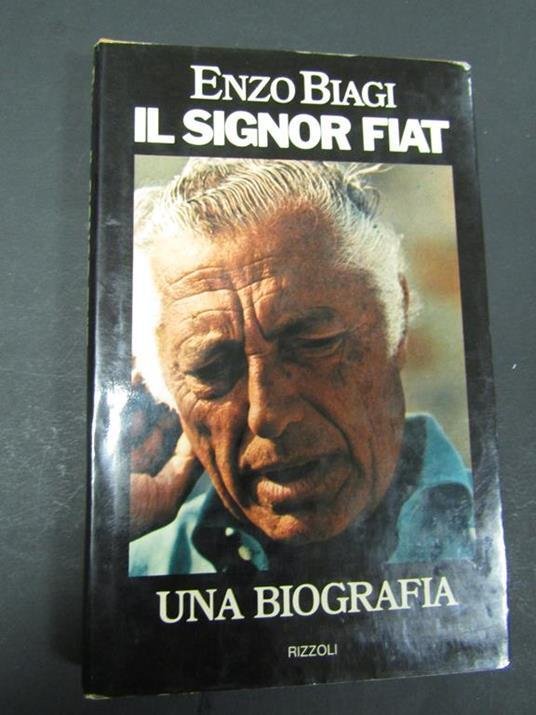 ENZO BIAGI
IL SIGNOR FIAT
UNA BIOGRAFIA
RIZZOLI